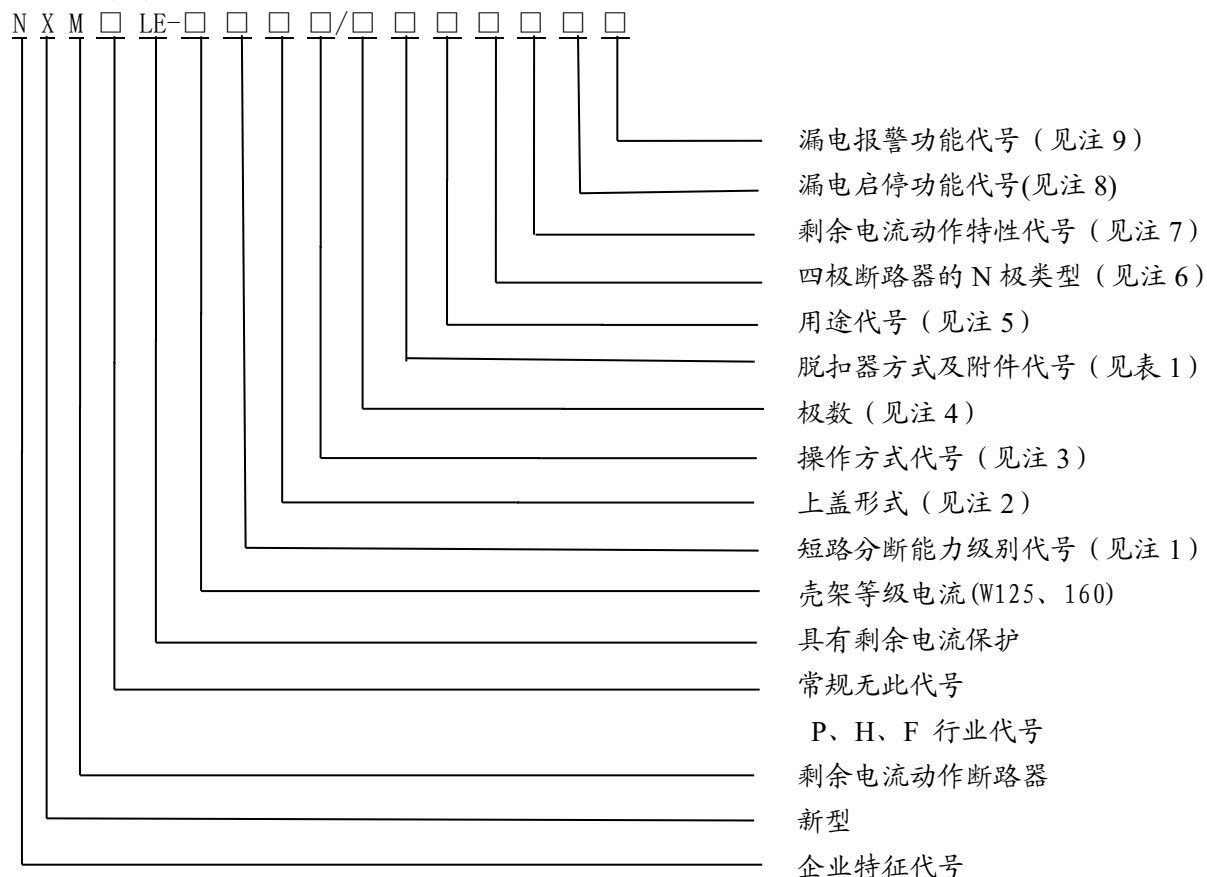 N X M □ LE-□ □ □ □/□ □ □ □ □ □ □
漏电报警功能代号（见注 9）
漏电启停功能代号(见注 8)
剩余电流动作特性代号（见注 7）
四极断路器的 N 极类型（见注 6）
用途代号（见注 5）
脱扣器方式及附件代号（见表 1）
极数（见注 4）
操作方式代号（见注 3）
上盖形式（见注 2）
短路分断能力级别代号（见注 1）
壳架等级电流(W125、160)
具有剩余电流保护
常规无此代号
P、H、F 行业代号
剩余电流动作断路器
新型
企业特征代号